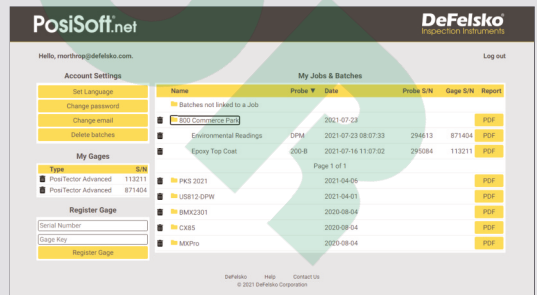 PosiSoft.net
DeFelsko®
Inspection Instruments
Hello, morthrop@defelsko.com.
Log out
Account Settings
Set Language
Change password
Change email
Delete batches
My Gages
Type S/N
PosiTector Advanced 113211
PosiTector Advanced 871404
Register Gage
Serial Number
Gage Key
Register Gage
My Jobs & Batches
Name Probe ▼ Date Probe S/N Gage S/N Report
Batches not linked to a Job
800 Commerce Park 2021-07-23 PDF
Environmental Readings DPM 2021-07-23 08:07:33 294613 871404 PDF
Epoxy Top Coat 200-B 2021-07-16 11:07:02 295084 113211 PDF
Page 1 of 1
PKS 2021 2021-04-06 PDF
US812-DPW 2021-04-01 PDF
BMX2301 2020-08-04 PDF
CX85 2020-08-04 PDF
MXPro 2020-08-04 PDF
DeFelsko Help Contact Us
© 2021 DeFelsko Corporation